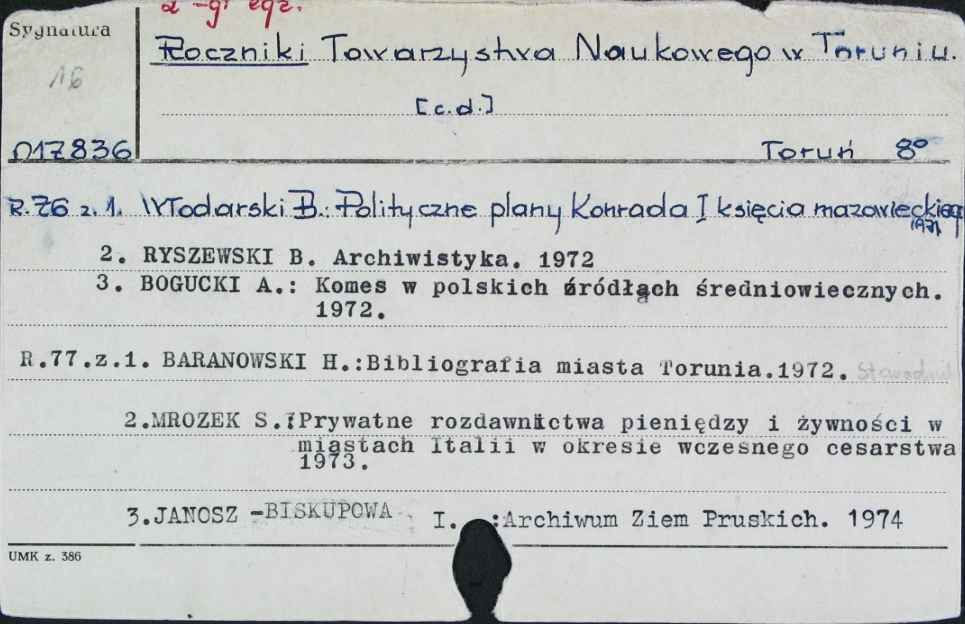 2 -gi egz.
Sygnatura
16
Roczniki Towarzystwa Naukowego w Toruniu.
[c.d.]
017836
Toruń 8°
R.76 z. 1. Włodarski B.: Polityczne plany Konrada I księcia mazowieckiego
1971
2. RYSZEWSKI B. Archiwistyka. 1972
3. BOGUCKI A.: Komes w polskich źródłach średniowiecznych.
1972.
R.77.z.1. BARANOWSKI H.:Bibliografia miasta Torunia.1972.
2.MROZEK S.:Prywatne rozdawnictwa pieniędzy i żywności w
miastach Italii w okresie wczesnego cesarstwa
1973.
3.JANOSZ -BISKUPOWA I. :Archiwum Ziem Pruskich. 1974
UMK z. 386